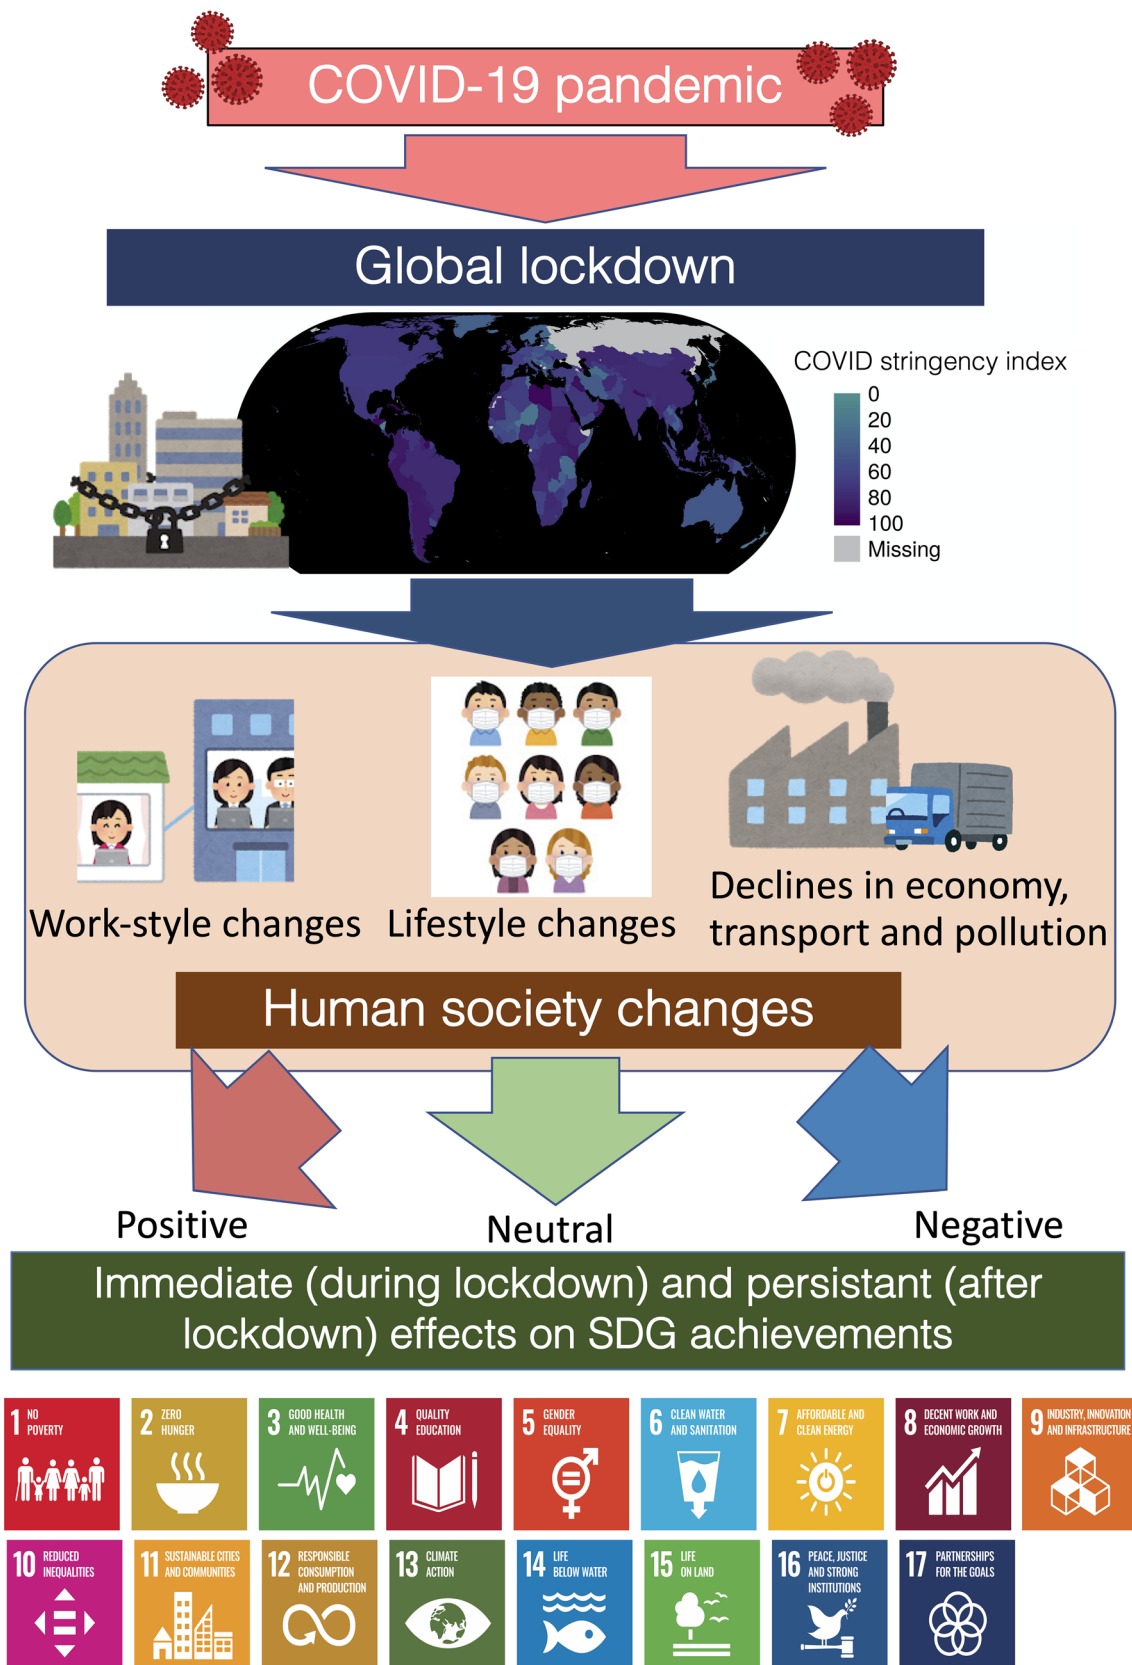 COVID-19 pandemic
Global lockdown
COVID stringency index
0
20
40
60
80
100
Missing
Work-style changes
Lifestyle changes
Declines in economy,
transport and pollution
Human society changes
Positive
Neutral
Negative
Immediate (during lockdown) and persistant (after
lockdown) effects on SDG achievements
1 NO
POVERTY
2 ZERO
HUNGER
3 GOOD HEALTH
AND WELL-BEING
4 QUALITY
EDUCATION
5 GENDER
EQUALITY
6 CLEAN WATER
AND SANITATION
7 AFFORDABLE AND
CLEAN ENERGY
8 DECENT WORK AND
ECONOMIC GROWTH
9 INDUSTRY, INNOVATION
AND INFRASTRUCTURE
10 REDUCED
INEQUALITIES
11 SUSTAINABLE CITIES
AND COMMUNITIES
12 RESPONSIBLE
CONSUMPTION
AND PRODUCTION
13 CLIMATE
ACTION
14 LIFE
BELOW WATER
15 LIFE
ON LAND
16 PEACE, JUSTICE
AND STRONG
INSTITUTIONS
17 PARTNERSHIPS
FOR THE GOALS